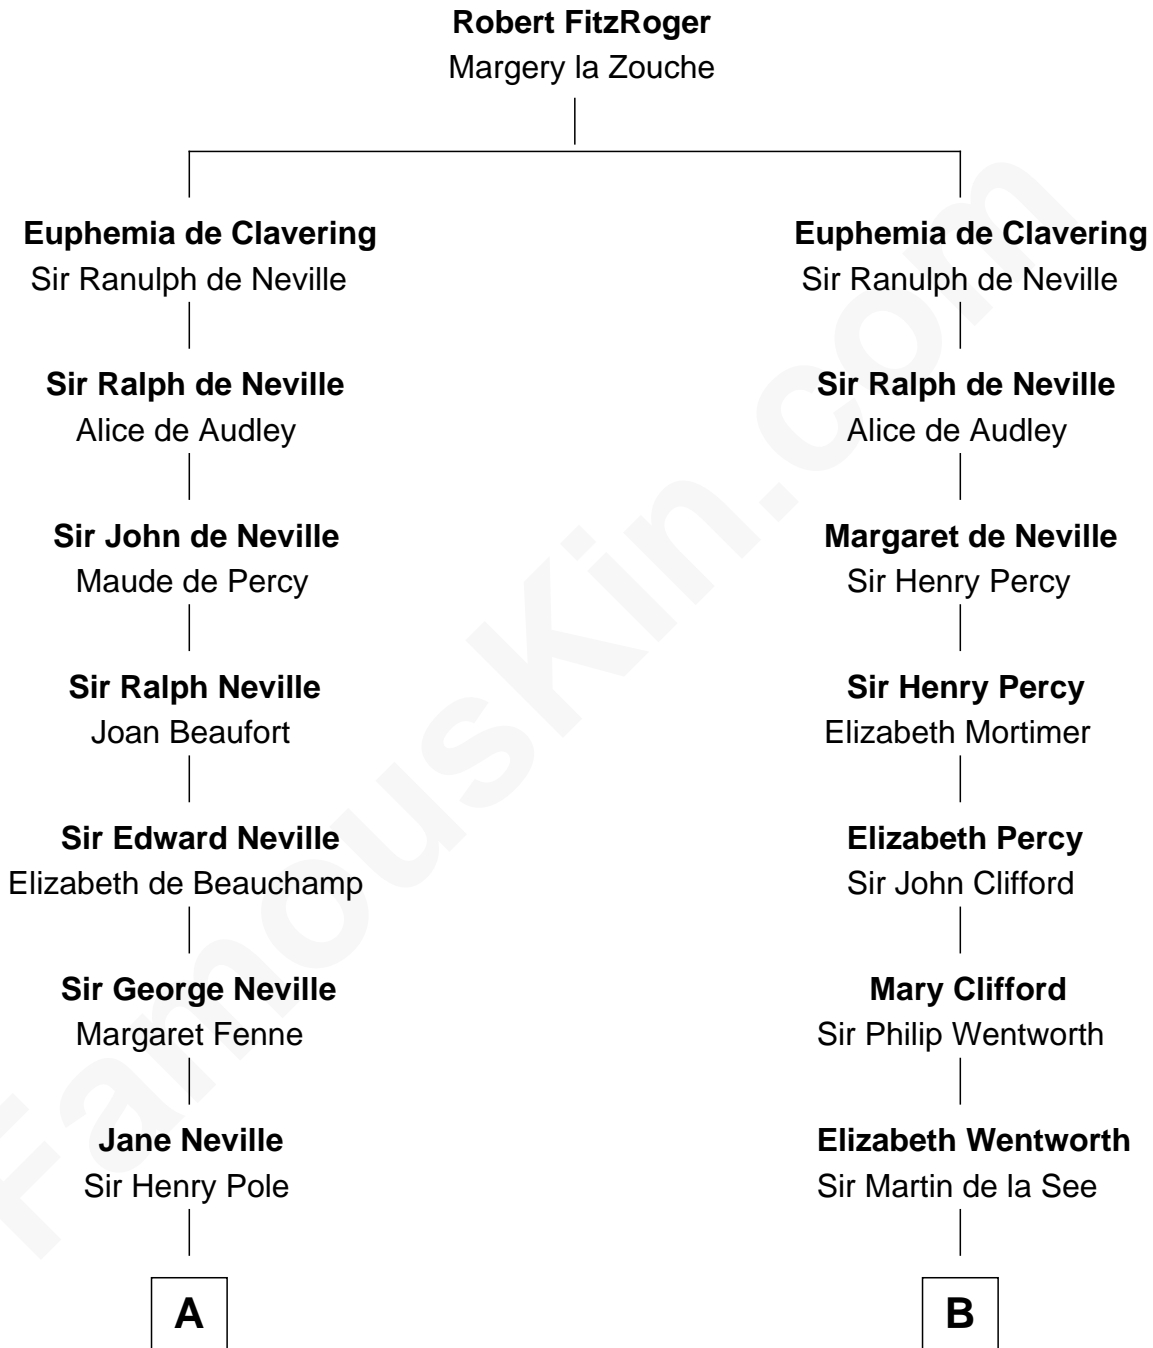 Robert FitzRoger
Margery la Zouche
Euphemia de Clavering
Sir Ranulph de Neville
Sir Ralph de Neville
Alice de Audley
Sir John de Neville
Maude de Percy
Sir Ralph Neville
Joan Beaufort
Sir Edward Neville
Elizabeth de Beauchamp
Sir George Neville
Margaret Fenne
Jane Neville
Sir Henry Pole
A
Euphemia de Clavering
Sir Ranulph de Neville
Sir Ralph de Neville
Alice de Audley
Margaret de Neville
Sir Henry Percy
Sir Henry Percy
Elizabeth Mortimer
Elizabeth Percy
Sir John Clifford
Mary Clifford
Sir Philip Wentworth
Elizabeth Wentworth
Sir Martin de la See
B
FamousKin.com